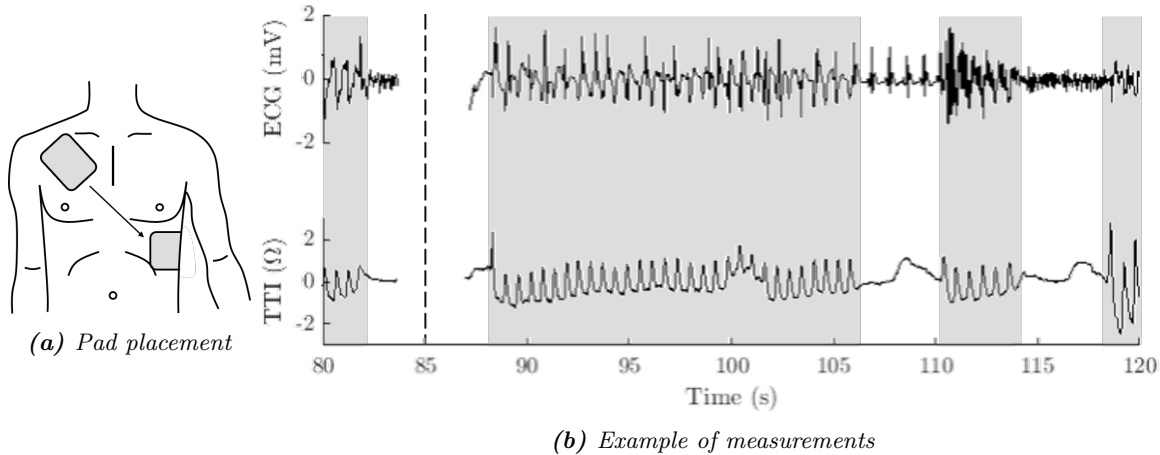 2
0
-2
ECG (mV)
2
0
-2
TTI (Ω)
80 85 90 95 100 105 110 115 120
Time (s)
(a) Pad placement
(b) Example of measurements